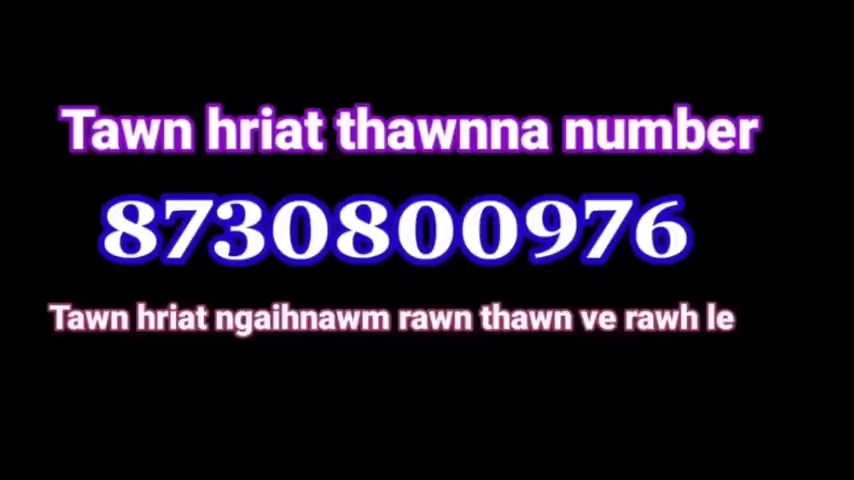 Tawn hriat thawnna number
8730800976
Tawn hriat ngaihnawm rawn thawn ve rawh le